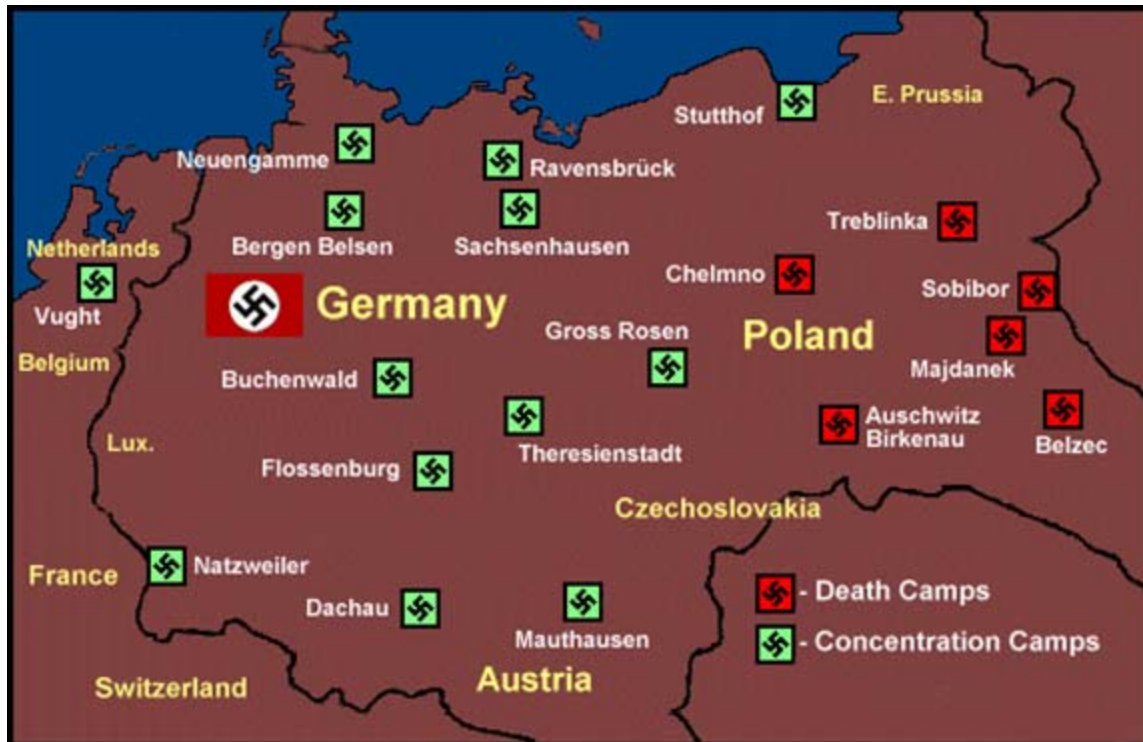 Stutthof
E. Prussia
Neuengamme
Ravensbrück
Treblinka
Bergen Belsen
Sachsenhausen
Netherlands
Chelmno
Sobibor
Vught
Germany
Gross Rosen
Poland
Belgium
Majdanek
Buchenwald
Auschwitz
Birkenau
Belzec
Lux.
Theresienstadt
Flossenburg
Czechoslovakia
France
Natzweiler
Dachau
Mauthausen
- Death Camps
- Concentration Camps
Switzerland
Austria